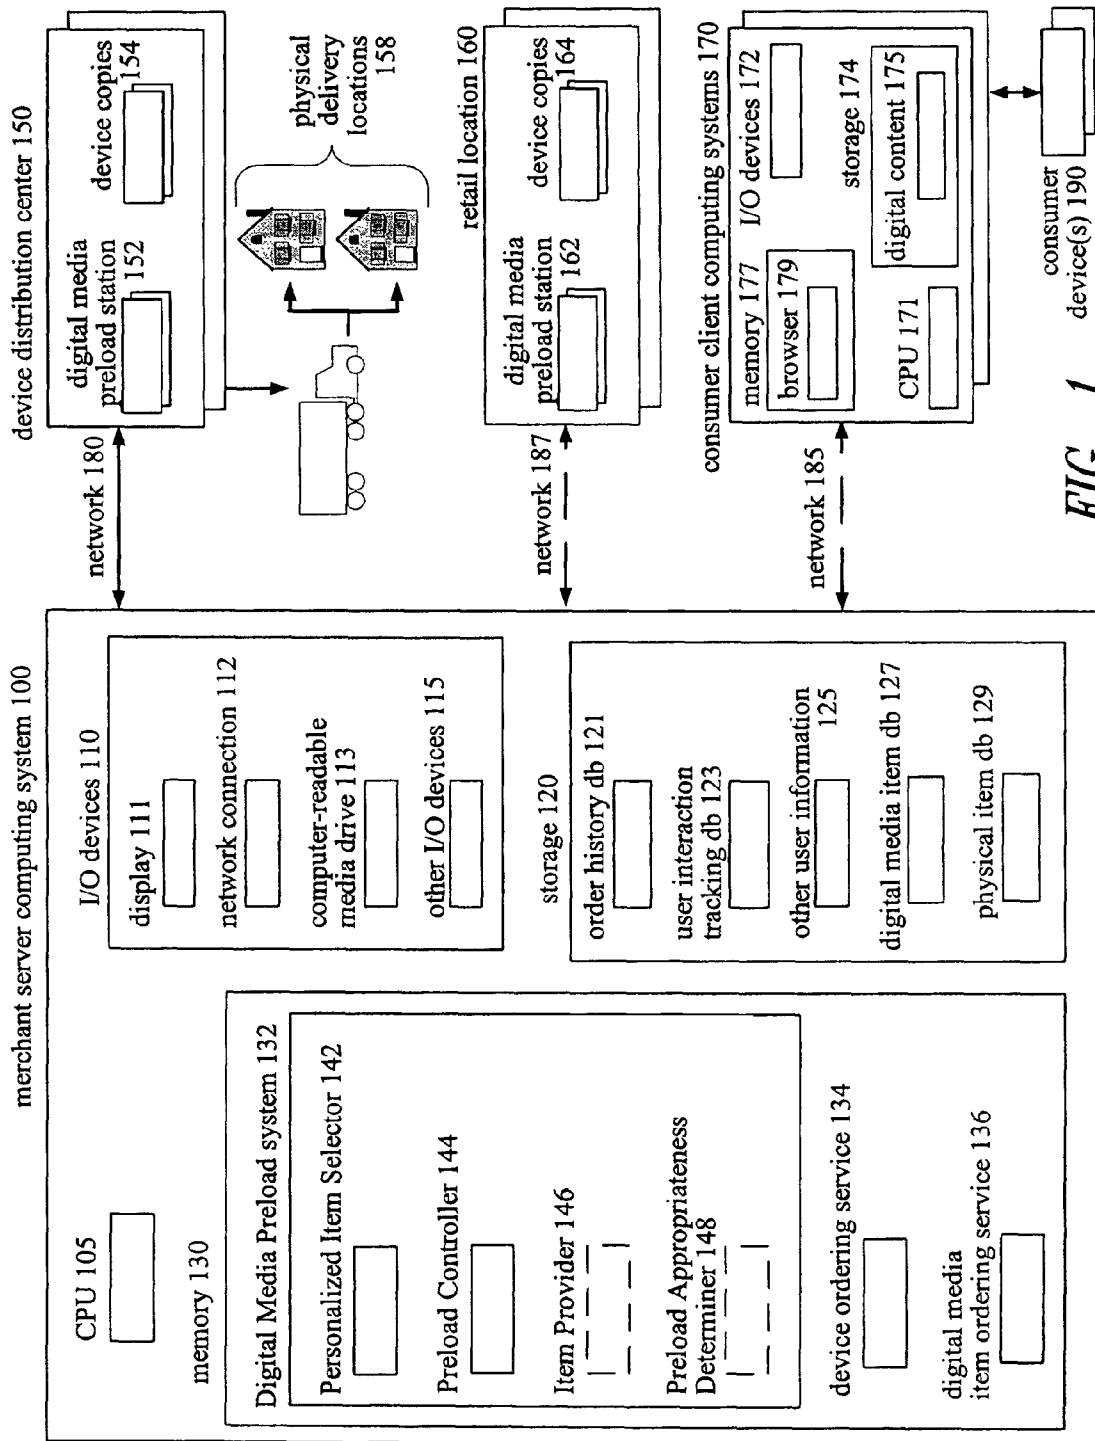 merchant server computing system 100
CPU 105
memory 130
Digital Media Preload system 132
Personalized Item Selector 142
Preload Controller 144
Item Provider 146
Preload Appropriateness
Determiner 148
device ordering service 134
digital media
item ordering service 136
I/O devices 110
display 111
network connection 112
computer-readable
media drive 113
other I/O devices 115
storage 120
order history db 121
user interaction
tracking db 123
other user information
125
digital media item db 127
physical item db 129
network 180
network 187
network 185
device distribution center 150
digital media
preload station
152
device copies
154
physical
delivery
locations
158
retail location 160
digital media
preload station
162
device copies
164
consumer client computing systems 170
memory 177
browser 179
I/O devices 172
storage 174
digital content 175
CPU 171
consumer
device(s) 190
FIG. 1